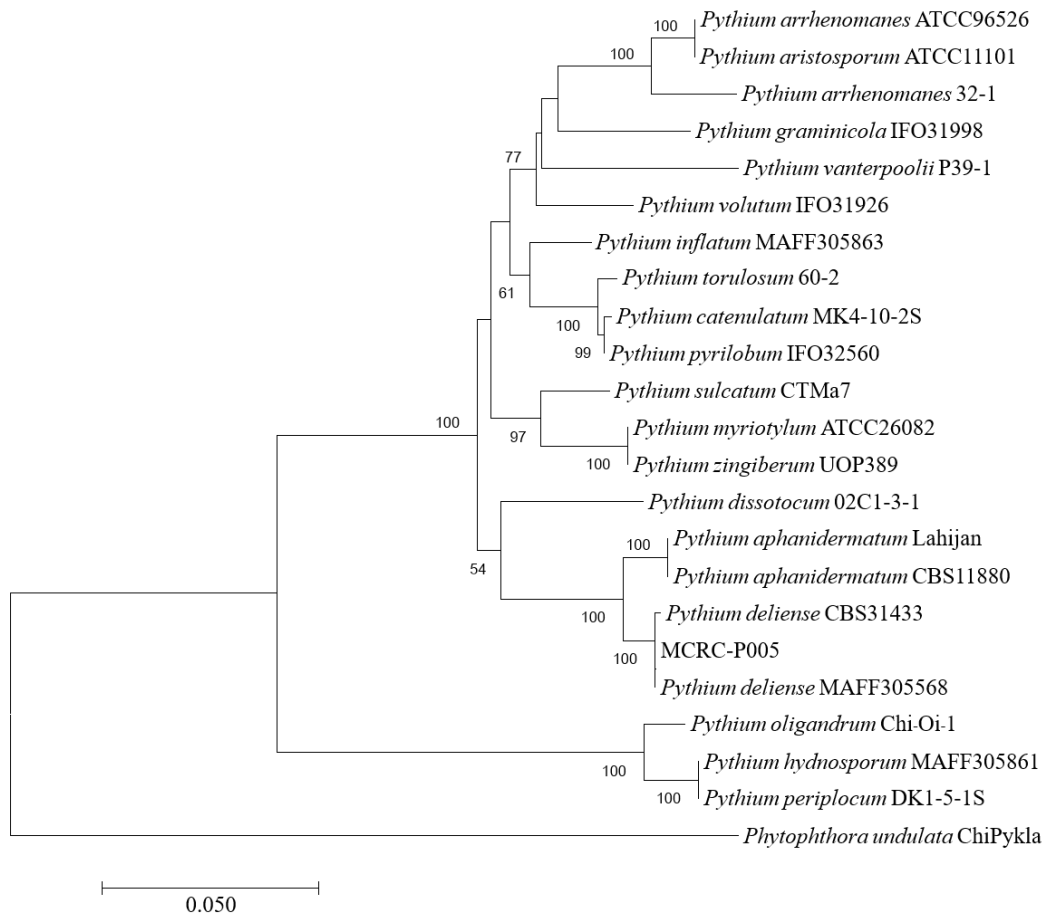 100
Pythium arrhenomanes ATCC96526
100
Pythium aristosporum ATCC11101
Pythium arrhenomanes 32-1
Pythium graminicola IFO31998
77
Pythium vanterpoolii P39-1
Pythium volutum IFO31926
Pythium inflatum MAFF305863
Pythium torulosum 60-2
61
Pythium catenulatum MK4-10-2S
100
99
Pythium pyrilobum IFO32560
Pythium sulcatum CTMa7
100
Pythium myriotylum ATCC26082
97
100
Pythium zingiberum UOP389
Pythium dissotocum 02C1-3-1
Pythium aphanidermatum Lahijan
100
54
Pythium aphanidermatum CBS11880
Pythium deliense CBS31433
100
MCRC-P005
100
Pythium deliense MAFF305568
Pythium oligandrum Chi-Oi-1
Pythium hydnosporum MAFF305861
100
100
Pythium periplocum DK1-5-1S
Phytophthora undulata ChiPykla
0.050